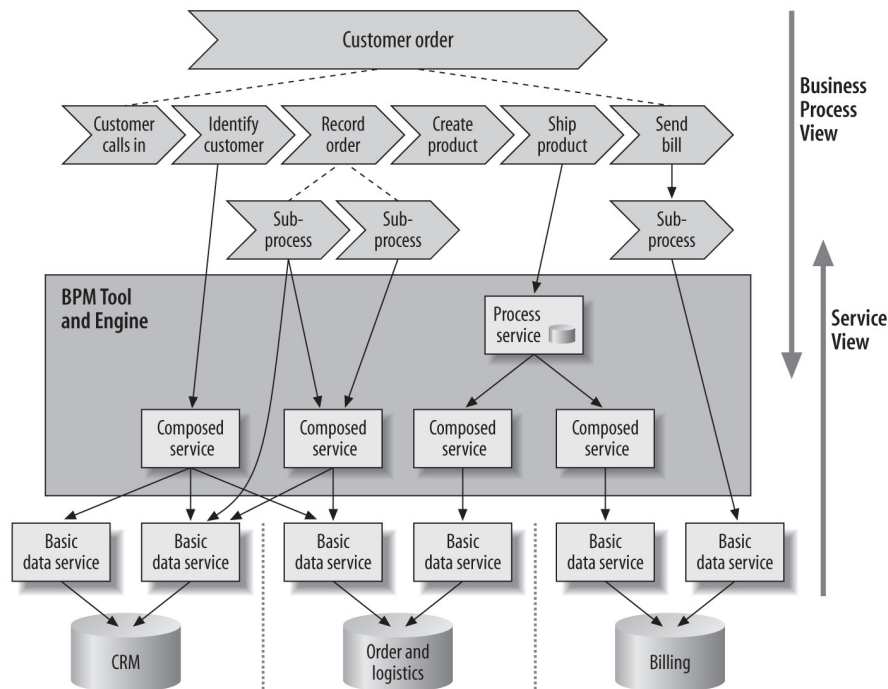 Customer order
Business
Process
View
Customer
calls in
Identify
customer
Record
order
Create
product
Ship
product
Send
bill
Sub-
process
Sub-
process
Sub-
process
BPM Tool
and Engine
Process
service
Service
View
Composed
service
Composed
service
Composed
service
Composed
service
Basic
data service
Basic
data service
Basic
data service
Basic
data service
Basic
data service
Basic
data service
CRM
Order and
logistics
Billing